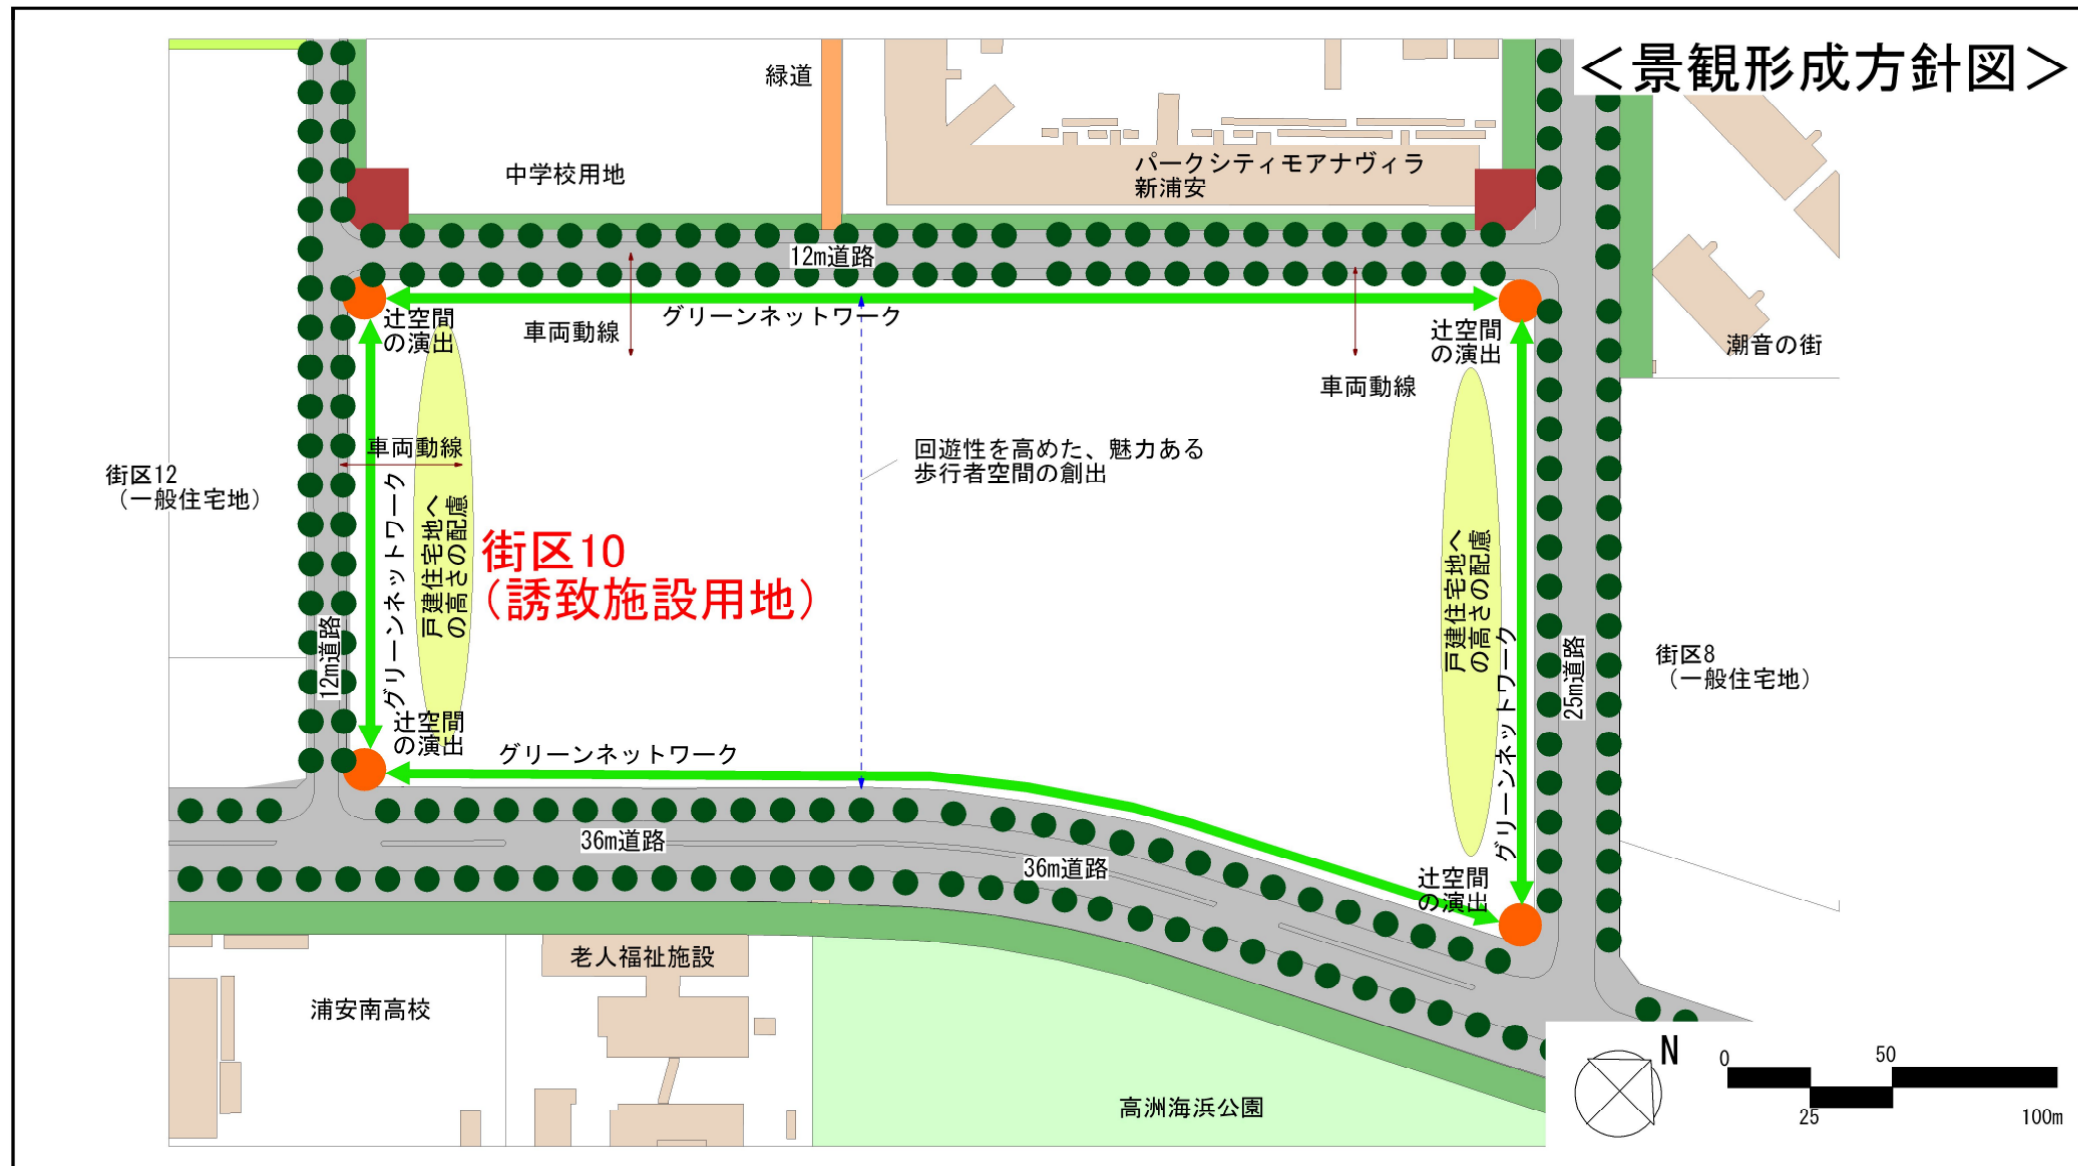 ＜景観形成方針図＞
緑道
中学校用地
パークシティモアナヴィラ
新浦安
12m道路
グリーンネットワーク
辻空間
の演出
車両動線
辻空間
の演出
車両動線
潮音の街
車両動線
回遊性を高めた、魅力ある
歩行者空間の創出
街区12
（一般住宅地）
グリーンネットワーク
戸建住宅地へ
の高さの配慮
街区10
（誘致施設用地）
戸建住宅地へ
の高さの配慮
グリーンネットワーク
12m道路
25m道路
街区8
（一般住宅地）
辻空間
の演出
グリーンネットワーク
36m道路
36m道路
辻空間
の演出
老人福祉施設
浦安南高校
高洲海浜公園
N
0
50
25
100m